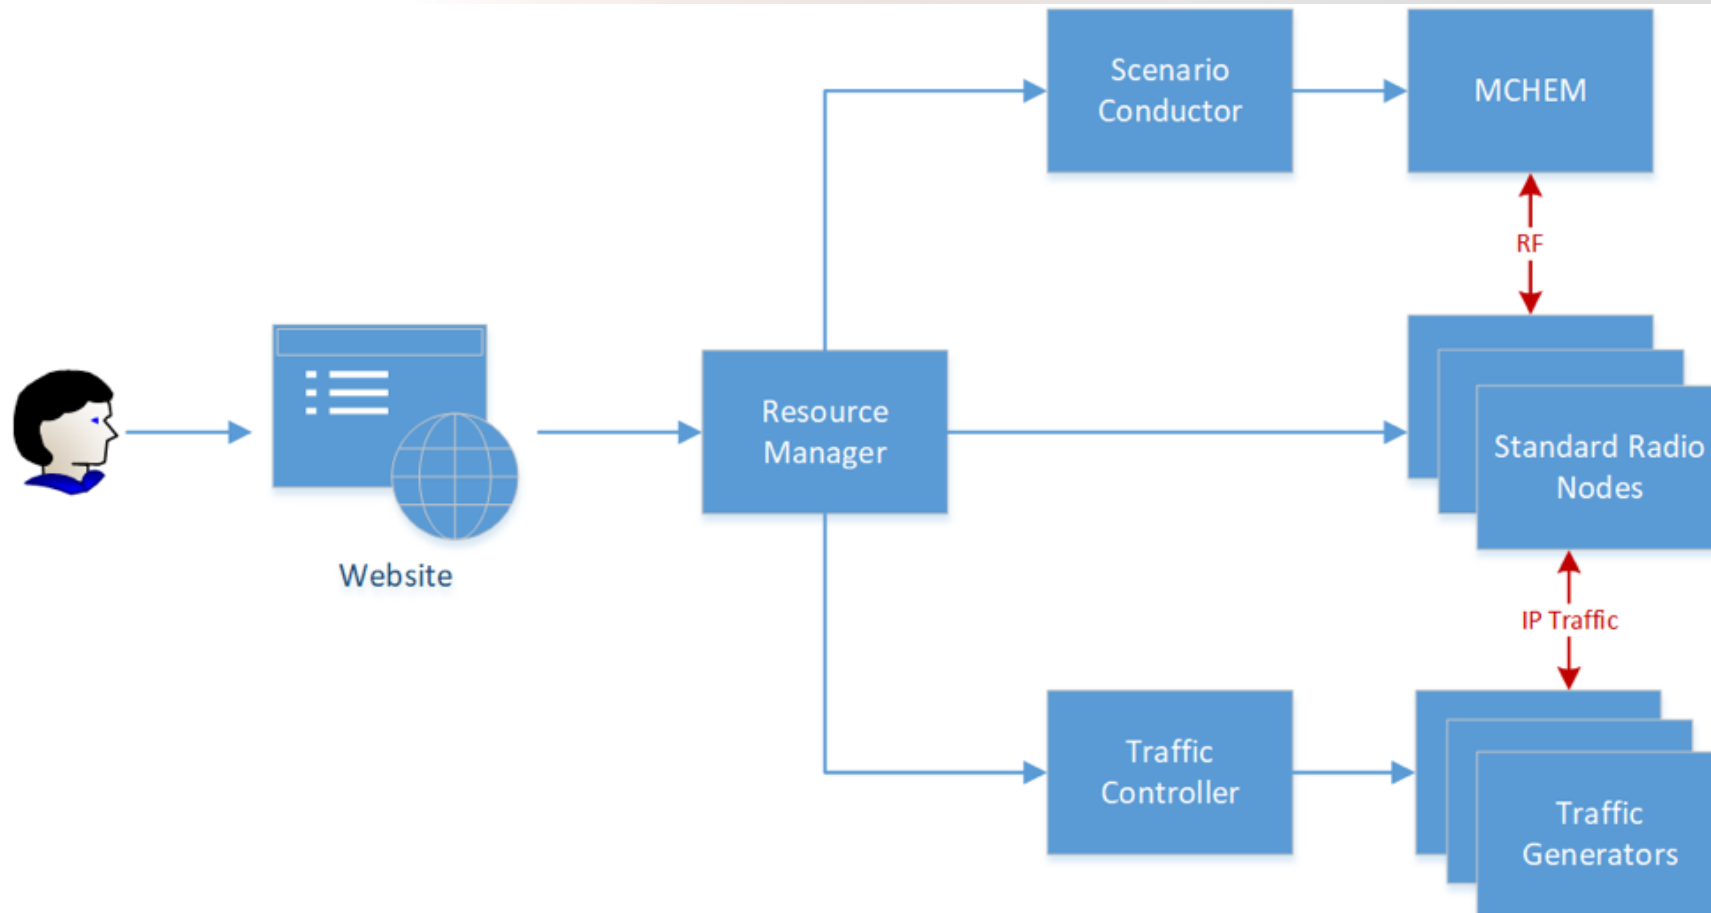 Scenario
Conductor
MCHEM
RF
Resource
Manager
Standard Radio
Nodes
Website
IP Traffic
Traffic
Controller
Traffic
Generators